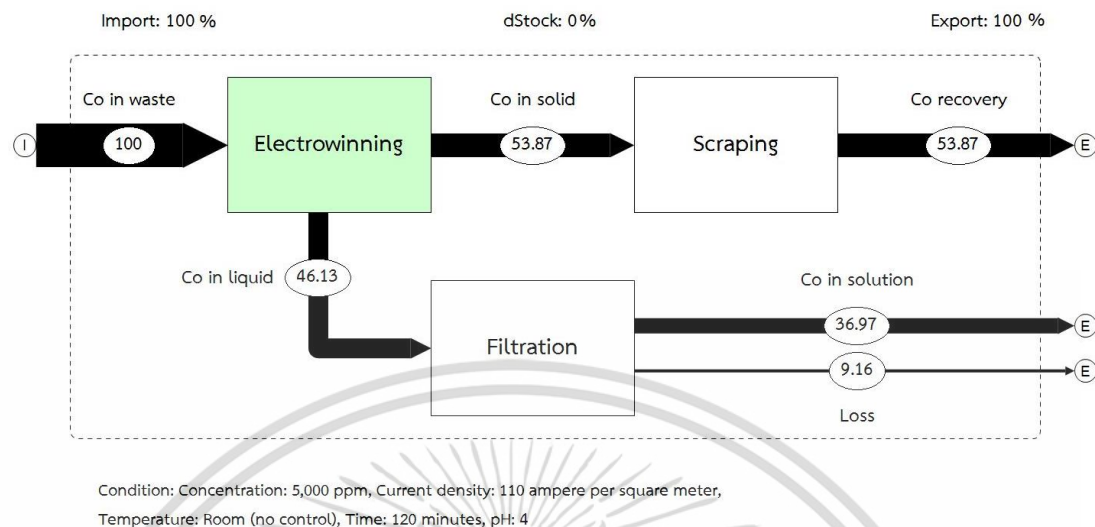 Import: 100 % dStock: 0 % Export: 100 %
Co in waste Co in solid Co recovery
I 100 Electrowinning 53.87 Scraping 53.87 E
Co in liquid 46.13 Co in solution
Filtration 36.97 E
9.16 E
Loss
Condition: Concentration: 5,000 ppm, Current density: 110 ampere per square meter,
Temperature: Room (no control), Time: 120 minutes, pH: 4